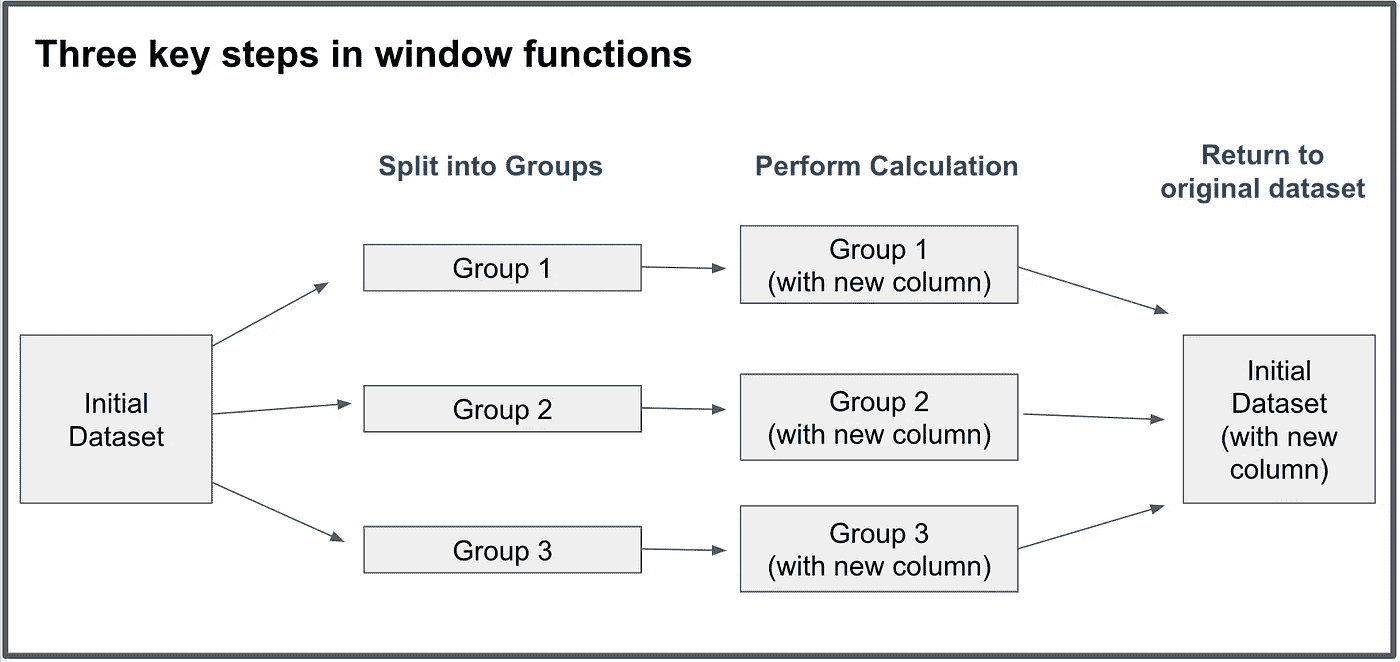 Three key steps in window functions
Split into Groups
Perform Calculation
Return to
original dataset
Initial
Dataset
Group 1
Group 2
Group 3
Group 1
(with new column)
Group 2
(with new column)
Group 3
(with new column)
Initial
Dataset
(with new
column)